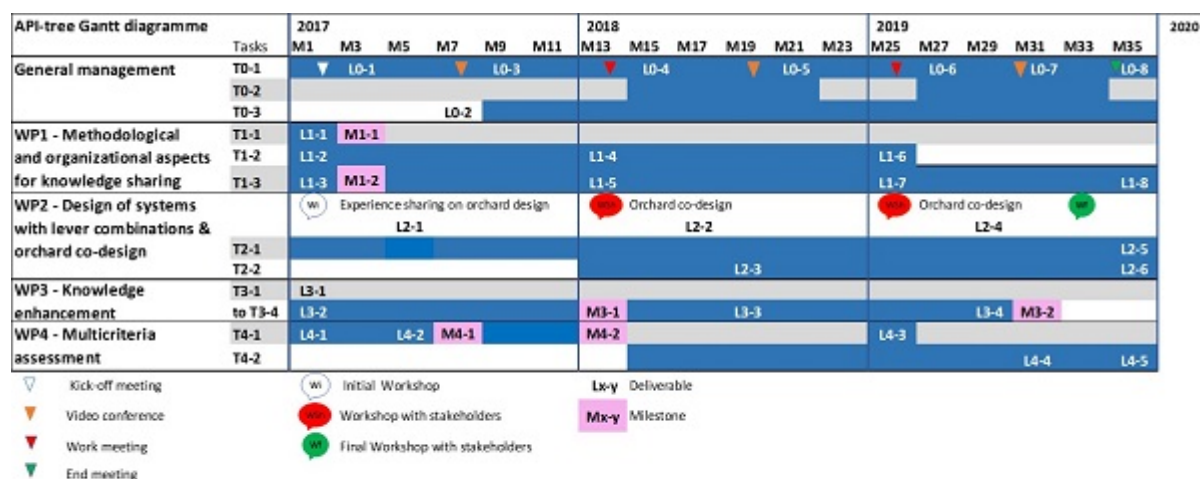 API-tree Gantt diagramme 2017 2018 2019 2020
Tasks M1 M3 M5 M7 M9 M11 M13 M15 M17 M19 M21 M23 M25 M27 M29 M31 M33 M35
General management T0-1 L0-1 L0-3 L0-4 L0-5 L0-6 L0-7 L0-8
T0-2
T0-3 L0-2
WP1 - Methodological T1-1 L1-1 M1-1
and organizational aspects T1-2 L1-2 L1-4 L1-6
for knowledge sharing T1-3 L1-3 M1-2 L1-5 L1-7 L1-8
WP2 - Design of systems WI Experience sharing on orchard design Orchard co-design Orchard co-design Wf
with lever combinations & L2-1 L2-2 L2-4
orchard co-design T2-1 L2-5
T2-2 L2-3 L2-6
WP3 - Knowledge T3-1 L3-1
enhancement to T3-4 L3-2 M3-1 L3-3 L3-4 M3-2
WP4 - Multicriteria T4-1 L4-1 L4-2 M4-1 M4-2 L4-3
assessment T4-2 L4-4 L4-5
Kick-off meeting WI Initial Workshop Lx-y Deliverable
Video conference Workshop with stakeholders Mx-y Milestone
Work meeting Wf Final Workshop with stakeholders
End meeting